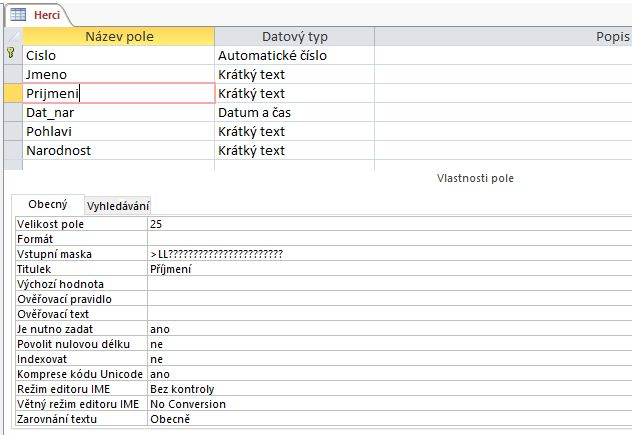 Herci
Název pole Datový typ Popis
Cislo Automatické číslo
Jmeno Krátký text
Prijmeni Krátký text
Dat_nar Datum a čas
Pohlavi Krátký text
Narodnost Krátký text
Vlastnosti pole
Obecný Vyhledávání
Velikost pole 25
Formát
Vstupní maska >LL???????????????????????
Titulek Příjmení
Výchozí hodnota
Ověřovací pravidlo
Ověřovací text
Je nutno zadat ano
Povolit nulovou délku ne
Indexovat ne
Komprese kódu Unicode ano
Režim editoru IME Bez kontroly
Větný režim editoru IME No Conversion
Zarovnání textu Obecně